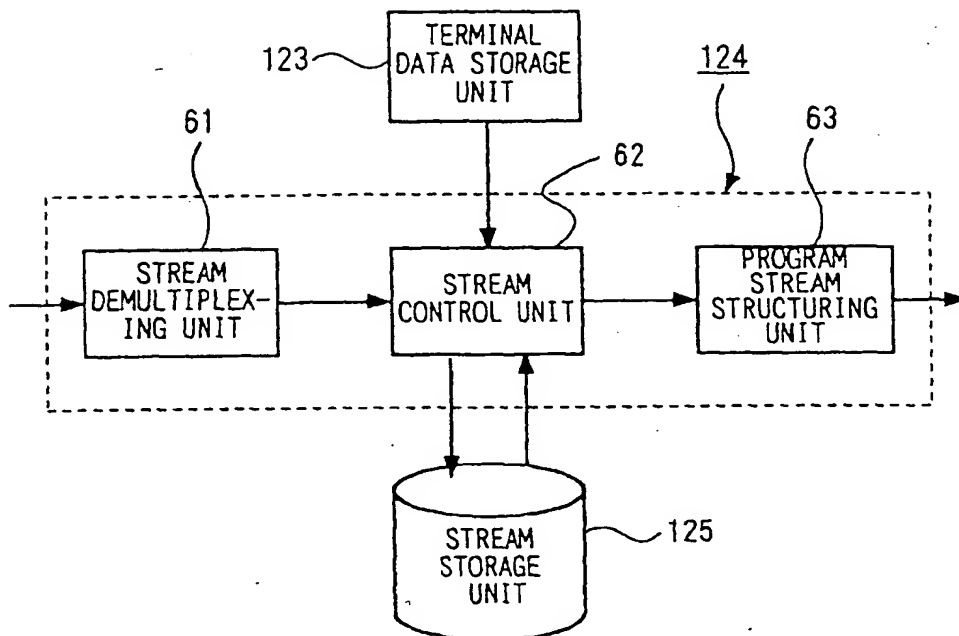 TERMINAL
DATA STORAGE
UNIT
123
124
61
62
63
STREAM
DEMULTIPLEX-
ING UNIT
STREAM
CONTROL UNIT
PROGRAM
STREAM
STRUCTURING
UNIT
STREAM
STORAGE
UNIT
125